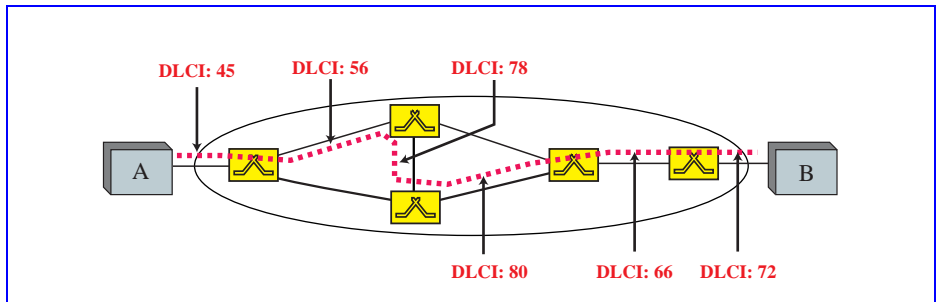 DLCI: 45
DLCI: 56
DLCI: 78
A
B
DLCI: 80
DLCI: 66
DLCI: 72